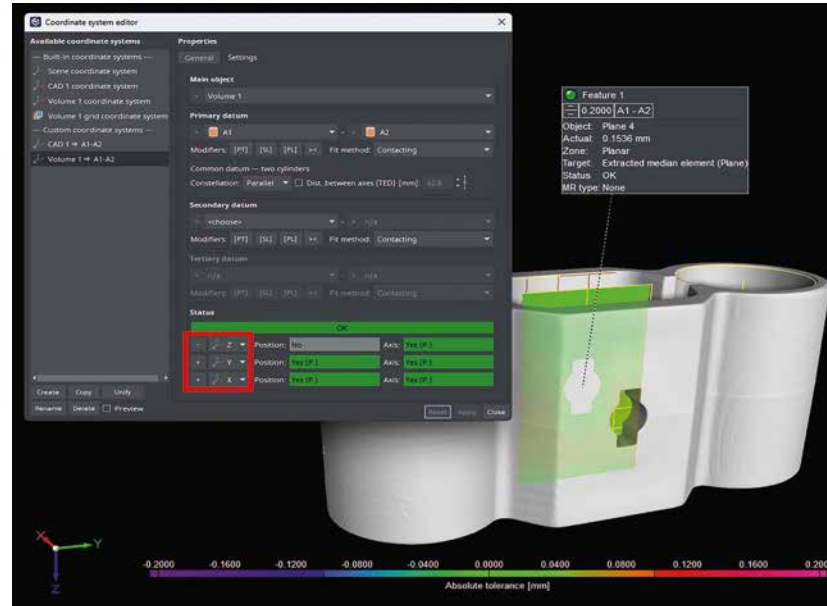 Coordinate system editor
Available coordinate systems
--- Built-in coordinate systems ---
Scene coordinate system
CAD 1 coordinate system
Volume 1 coordinate system
Volume 1 grid coordinate system
--- Custom coordinate systems ---
CAD 1 ⇒ A1-A2
Volume 1 ⇒ A1-A2
Create Copy Unify
Rename Delete Preview
Properties
General Settings
Main object
Volume 1
Primary datum
A1 - A2
Modifiers: [PT] [SL] [PL] >< Fit method: Contacting
Common datum — two cylinders
Constellation: Parallel Dist. between axes (TED) [mm]
Secondary datum
<choose> - n/a
Modifiers: [PT] [SL] [PL] >< Fit method: Contacting
Tertiary datum
n/a - n/a
Modifiers: [PT] [SL] [PL] >< Fit method: Contacting
Status
OK
Z Position: No Axis: Yes (P.)
Y Position: Yes (P.) Axis: Yes (P.)
X Position: Yes (P.) Axis: Yes (P.)
Reset Apply Close
Feature 1
0.2000 A1 - A2
Object: Plane 4
Actual: 0.1536 mm
Zone: Planar
Target: Extracted median element (Plane)
Status OK
MR type: None
X
Y
Z
-0.2000 -0.1600 -0.1200 -0.0800 -0.0400 0.0000 0.0400 0.0800 0.1200 0.1600 0.200
Absolute tolerance [mm]